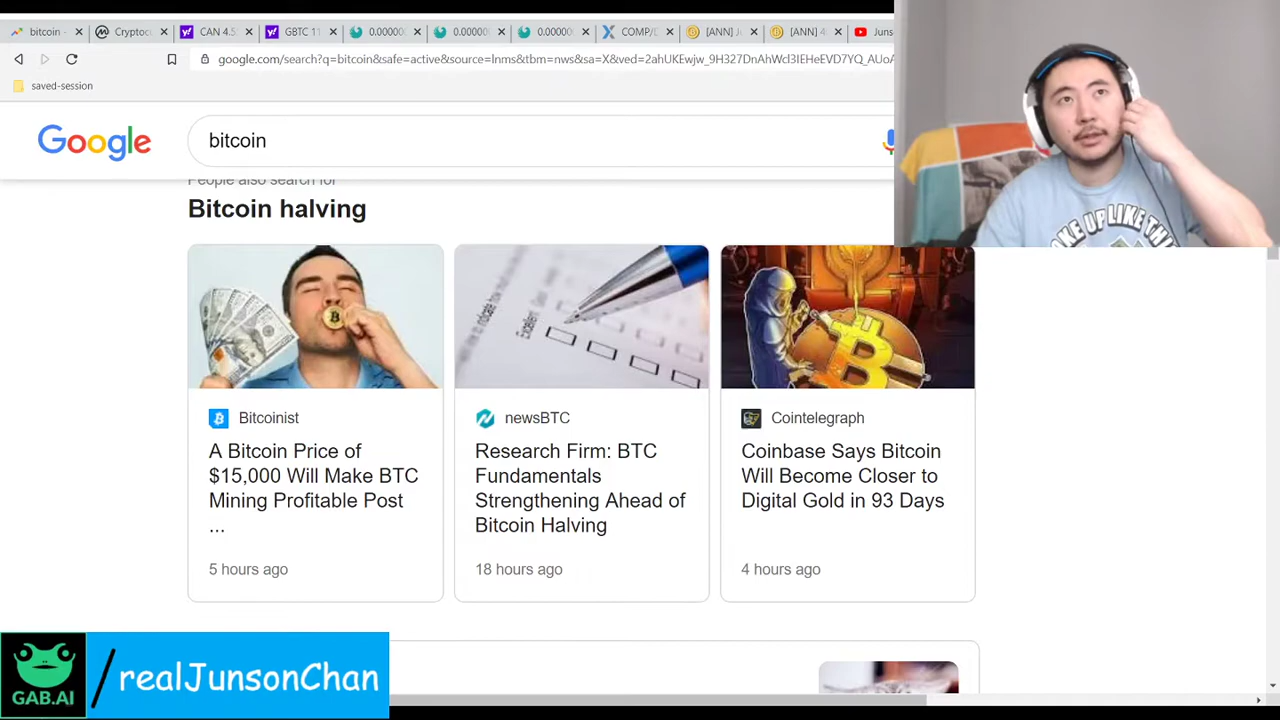 bitcoin -
Cryptoc
CAN 4.5
GBTC 11
0.00000
0.00000
0.00000
COMP/C
[ANN] J
[ANN] 4
Juns
google.com/search?q=bitcoin&safe=active&source=lnms&tbm=nws&sa=X&ved=2ahUKEwjw_9H327DnAhWcl3IEHeEVD7YQ_AUoA
saved-session
Google
bitcoin
People also search for
Bitcoin halving
Bitcoinist
A Bitcoin Price of
$15,000 Will Make BTC
Mining Profitable Post
...
5 hours ago
newsBTC
Research Firm: BTC
Fundamentals
Strengthening Ahead of
Bitcoin Halving
18 hours ago
Cointelegraph
Coinbase Says Bitcoin
Will Become Closer to
Digital Gold in 93 Days
4 hours ago
UP LIKE THI
GAB.AI
/realJunsonChan